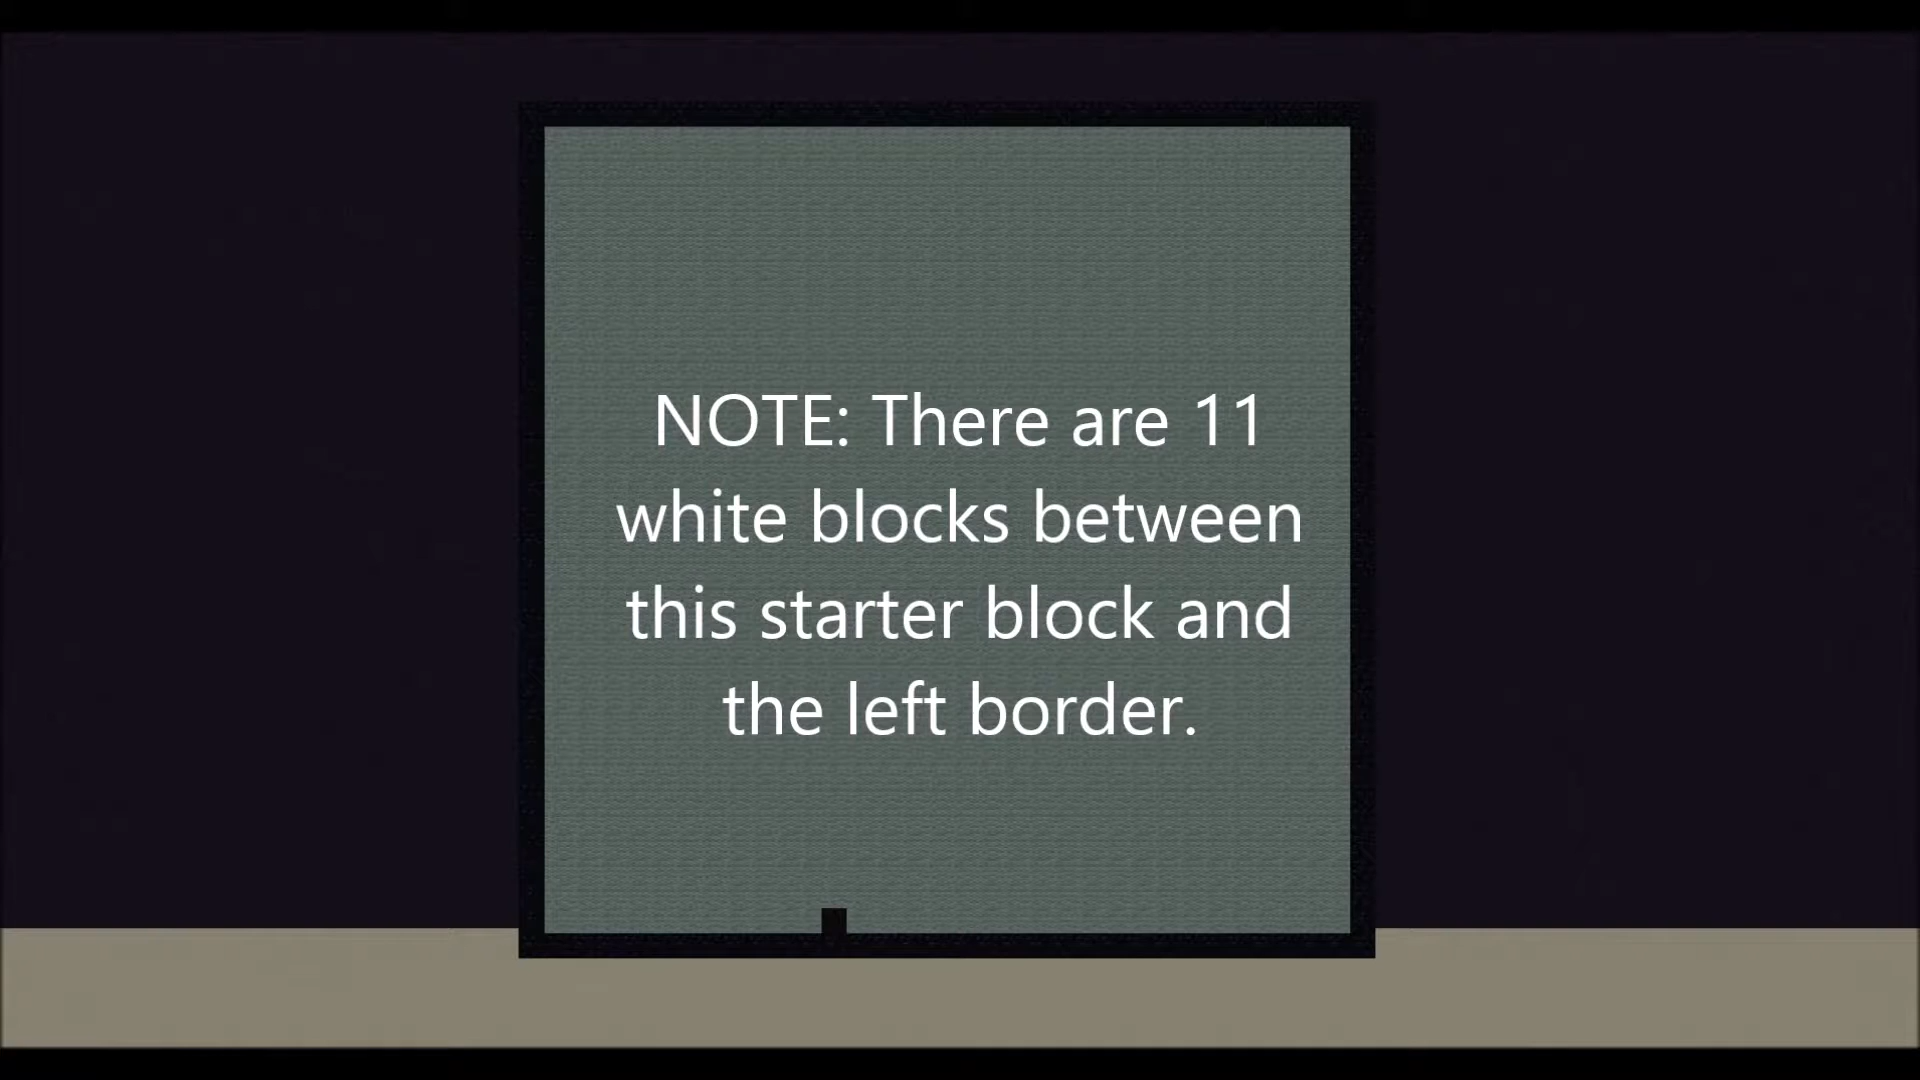 NOTE: There are 11
white blocks between
this starter block and
the left border.